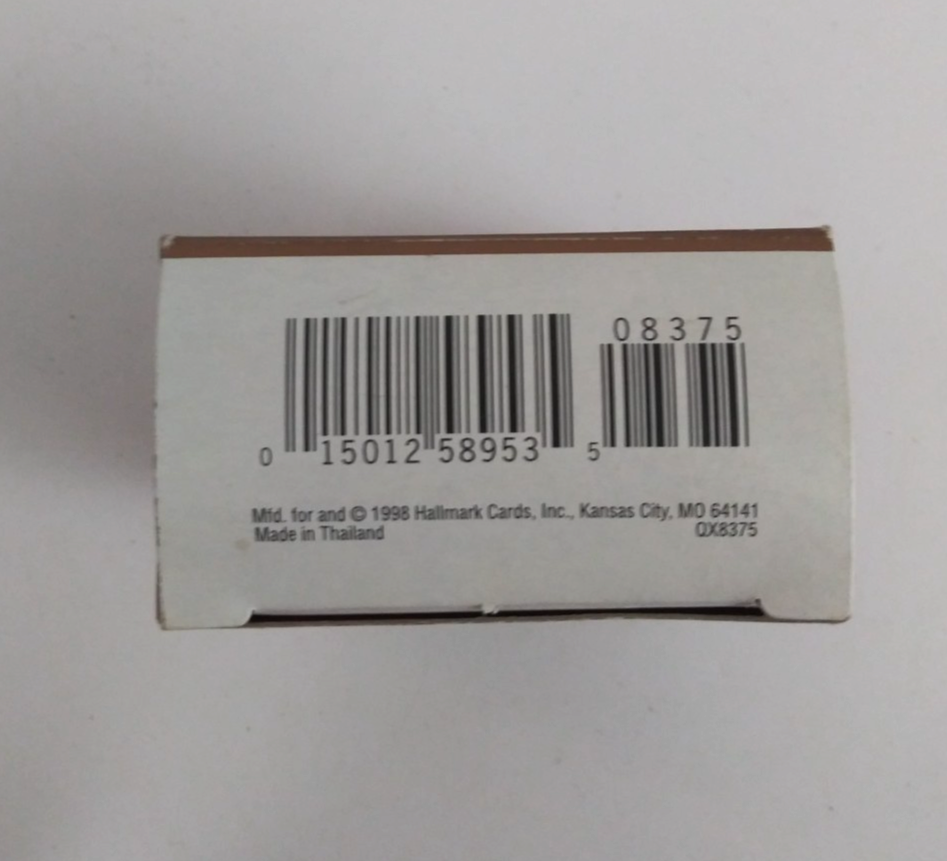 08375
0 15012 58953 5
Mfd. for and © 1998 Hallmark Cards, Inc., Kansas City, MO 64141
Made in Thailand QX8375